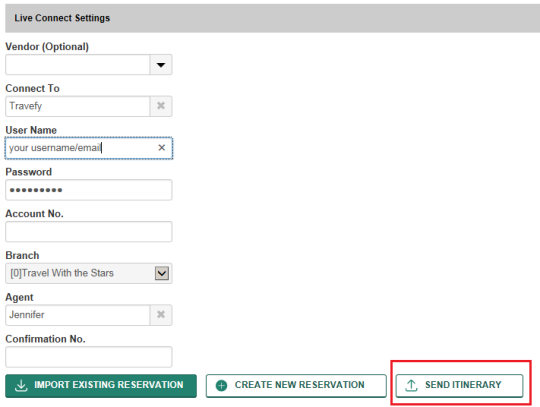 Live Connect Settings
Vendor (Optional)
Connect To
Travefy
User Name
your username/email
Password
•••••••••
Account No.
Branch
[0]Travel With the Stars
Agent
Jennifer
Confirmation No.
IMPORT EXISTING RESERVATION
CREATE NEW RESERVATION
SEND ITINERARY